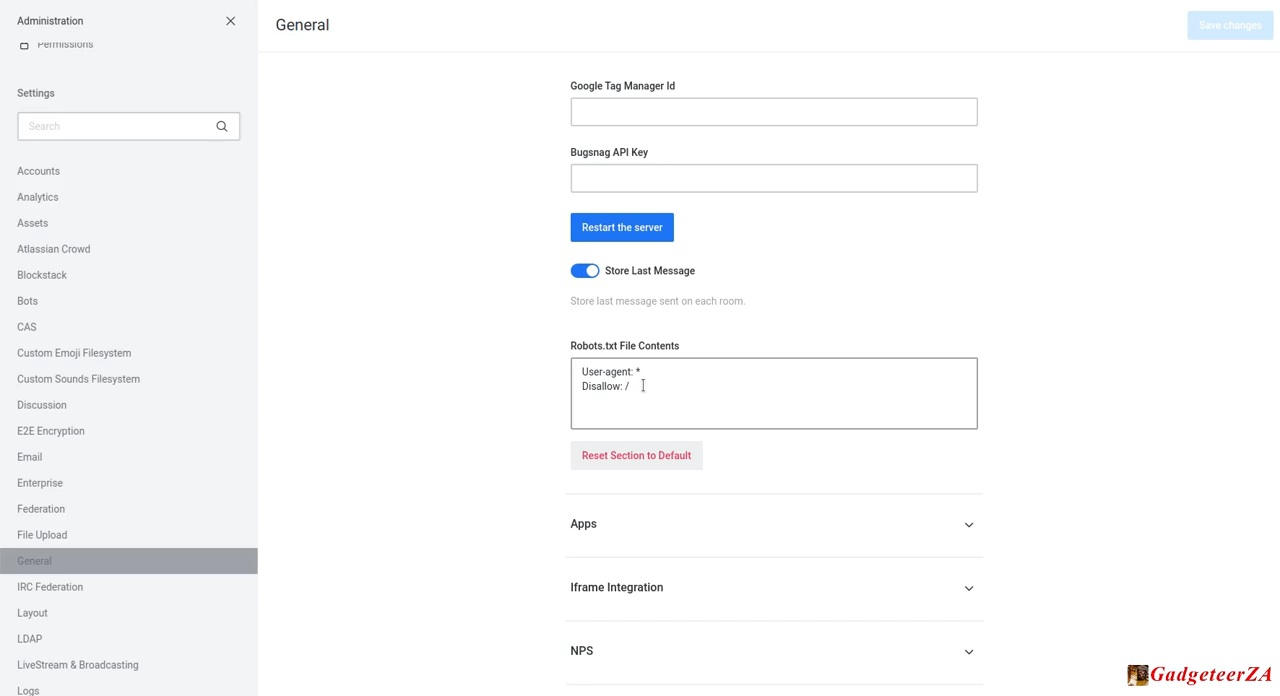 Administration
Permissions
Settings
Search
Accounts
Analytics
Assets
Atlassian Crowd
Blockstack
Bots
CAS
Custom Emoji Filesystem
Custom Sounds Filesystem
Discussion
E2E Encryption
Email
Enterprise
Federation
File Upload
General
IRC Federation
Layout
LDAP
LiveStream & Broadcasting
Logs
General
Save changes
Google Tag Manager Id
Bugsnag API Key
Restart the server
Store Last Message
Store last message sent on each room.
Robots.txt File Contents
User-agent: *
Disallow: /
Reset Section to Default
Apps
Iframe Integration
NPS
GadgeteerZA